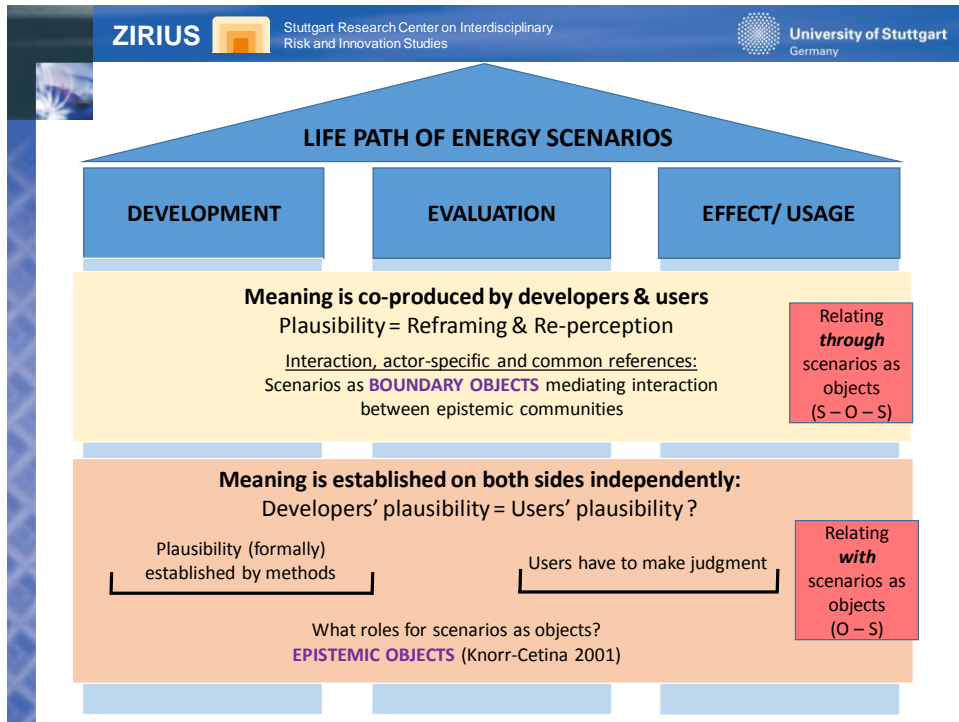 ZIRIUS
Stuttgart Research Center on Interdisciplinary
Risk and Innovation Studies
University of Stuttgart
Germany
LIFE PATH OF ENERGY SCENARIOS
DEVELOPMENT
EVALUATION
EFFECT/ USAGE
Meaning is co-produced by developers & users
Plausibility = Reframing & Re-perception
Interaction, actor-specific and common references:
Scenarios as BOUNDARY OBJECTS mediating interaction
between epistemic communities
Relating
through
scenarios as
objects
(S – O – S)
Meaning is established on both sides independently:
Developers’ plausibility = Users’ plausibility ?
Plausibility (formally)
established by methods
Users have to make judgment
What roles for scenarios as objects?
EPISTEMIC OBJECTS (Knorr-Cetina 2001)
Relating
with
scenarios as
objects
(O – S)